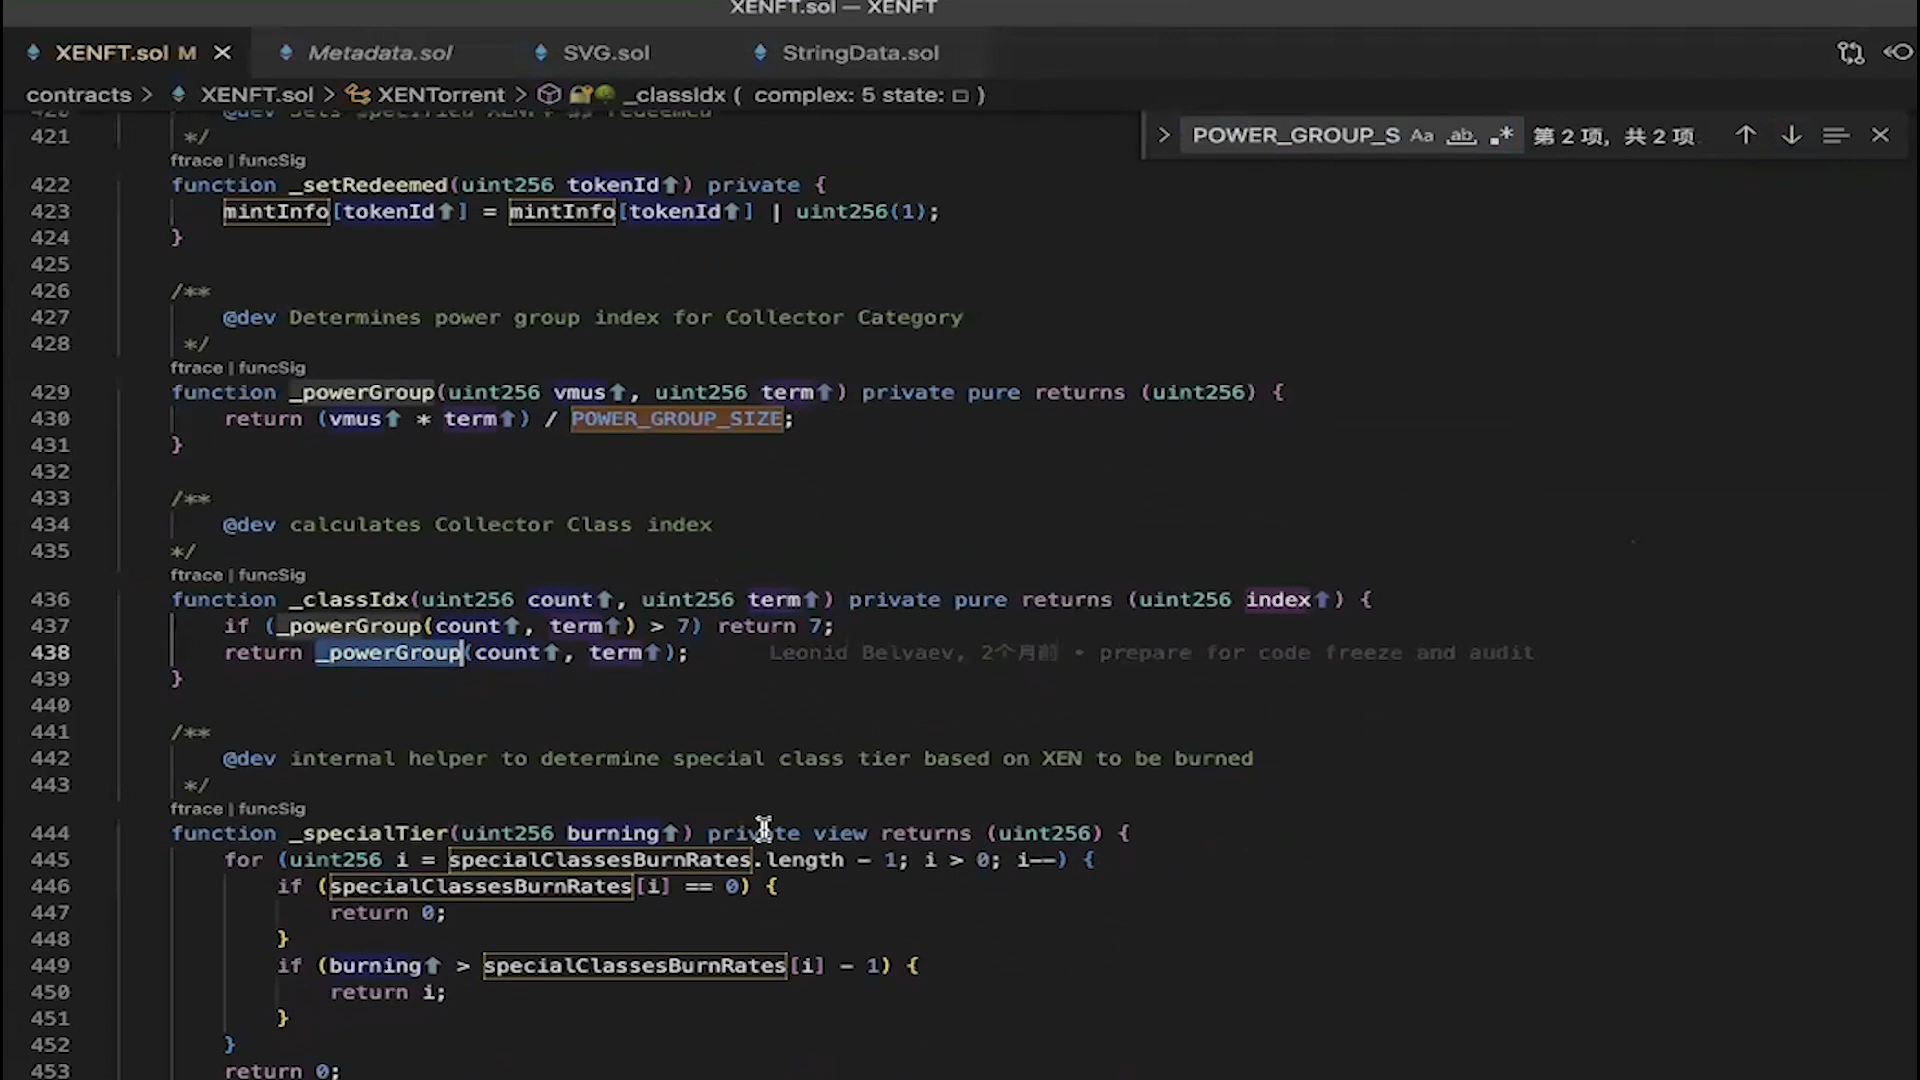 XENFT.sol — XENFT
XENFT.sol M
Metadata.sol
SVG.sol
StringData.sol
contracts > XENFT.sol > XENTorrent > _classIdx ( complex: 5 state: □ )
POWER_GROUP_S Aa ab .* 第 2 项, 共 2 项
420 @dev sets specified XENFT as redeemed
421 */
ftrace | funcSig
422 function _setRedeemed(uint256 tokenId↑) private {
423 mintInfo[tokenId↑] = mintInfo[tokenId↑] | uint256(1);
424 }
425
426 /**
427 @dev Determines power group index for Collector Category
428 */
ftrace | funcSig
429 function _powerGroup(uint256 vmus↑, uint256 term↑) private pure returns (uint256) {
430 return (vmus↑ * term↑) / POWER_GROUP_SIZE;
431 }
432
433 /**
434 @dev calculates Collector Class index
435 */
ftrace | funcSig
436 function _classIdx(uint256 count↑, uint256 term↑) private pure returns (uint256 index↑) {
437 if (_powerGroup(count↑, term↑) > 7) return 7;
438 return _powerGroup(count↑, term↑); Leonid Belyaev, 2个月前 • prepare for code freeze and audit
439 }
440
441 /**
442 @dev internal helper to determine special class tier based on XEN to be burned
443 */
ftrace | funcSig
444 function _specialTier(uint256 burning↑) private view returns (uint256) {
445 for (uint256 i = specialClassesBurnRates.length - 1; i > 0; i--) {
446 if (specialClassesBurnRates[i] == 0) {
447 return 0;
448 }
449 if (burning↑ > specialClassesBurnRates[i] - 1) {
450 return i;
451 }
452 }
453 return 0;